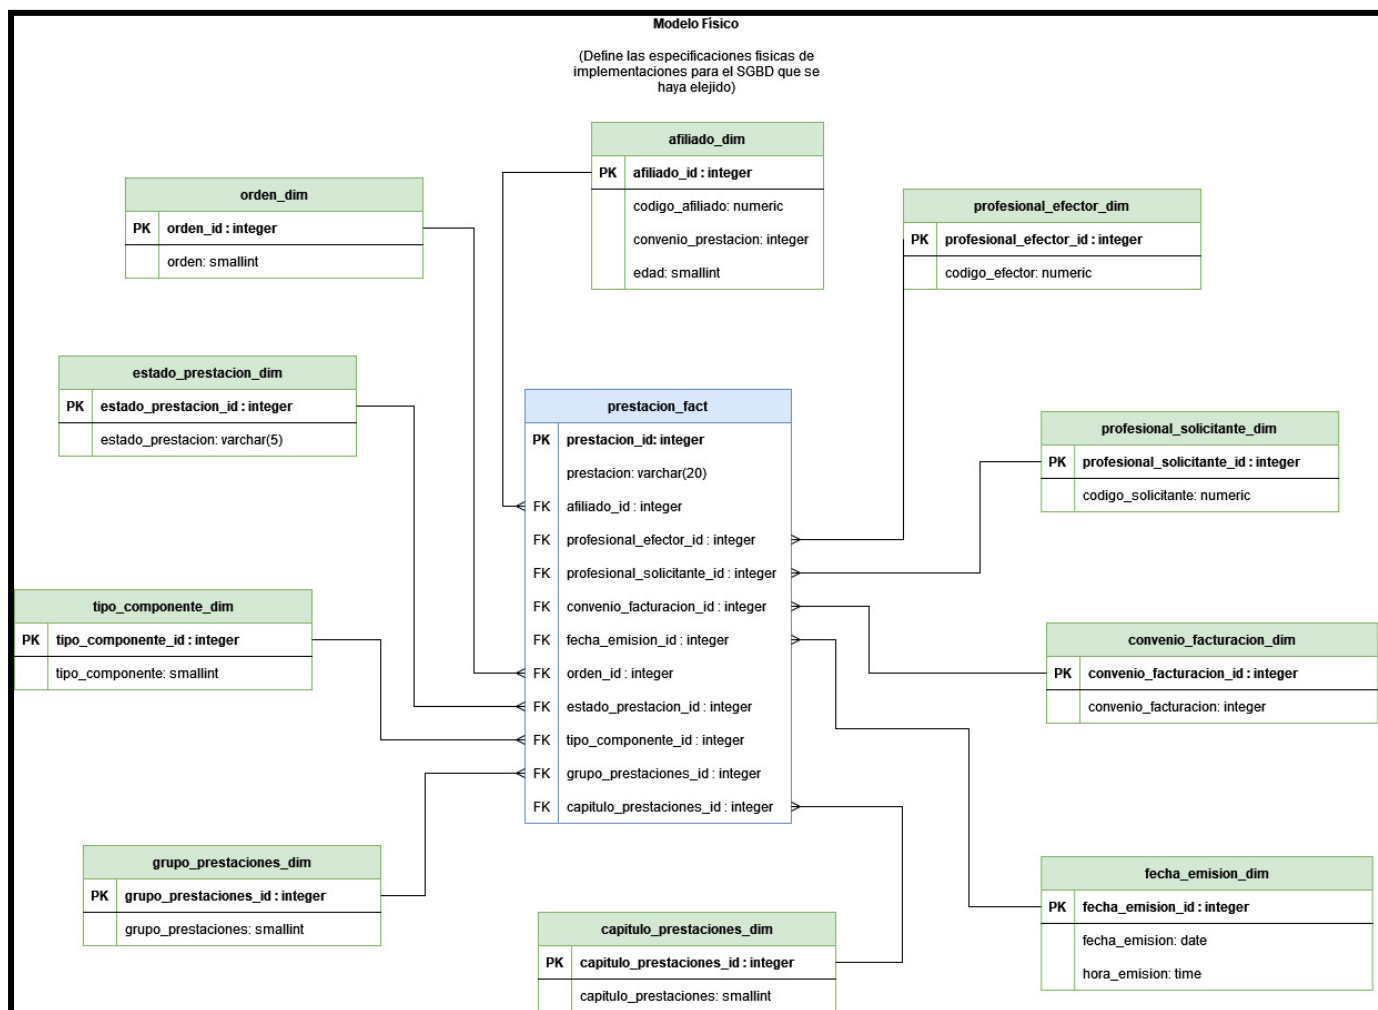 Modelo Físico
(Define las especificaciones fisicas de
implementaciones para el SGBD que se
haya elejido)
afiliado_dim
PK afiliado_id : integer
codigo_afiliado: numeric
convenio_prestacion: integer
edad: smallint
orden_dim
PK orden_id : integer
orden: smallint
profesional_efector_dim
PK profesional_efector_id : integer
codigo_efector: numeric
estado_prestacion_dim
PK estado_prestacion_id : integer
estado_prestacion: varchar(5)
prestacion_fact
PK prestacion_id: integer
prestacion: varchar(20)
FK afiliado_id : integer
FK profesional_efector_id : integer
FK profesional_solicitante_id : integer
FK convenio_facturacion_id : integer
FK fecha_emision_id : integer
FK orden_id : integer
FK estado_prestacion_id : integer
FK tipo_componente_id : integer
FK grupo_prestaciones_id : integer
FK capitulo_prestaciones_id : integer
profesional_solicitante_dim
PK profesional_solicitante_id : integer
codigo_solicitante: numeric
tipo_componente_dim
PK tipo_componente_id : integer
tipo_componente: smallint
convenio_facturacion_dim
PK convenio_facturacion_id : integer
convenio_facturacion: integer
grupo_prestaciones_dim
PK grupo_prestaciones_id : integer
grupo_prestaciones: smallint
fecha_emision_dim
PK fecha_emision_id : integer
fecha_emision: date
hora_emision: time
capitulo_prestaciones_dim
PK capitulo_prestaciones_id : integer
capitulo_prestaciones: smallint